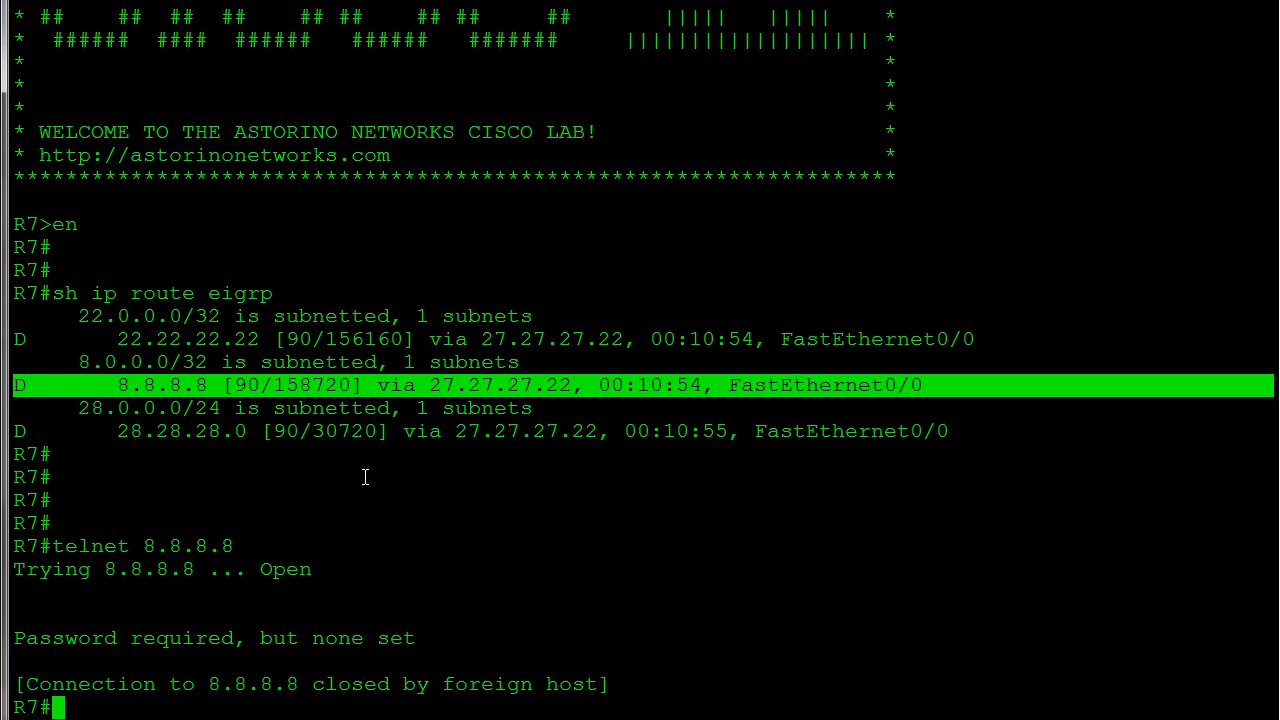 * ##    ##  ##  ##    ## ##    ## ##     ##       |||||   |||||    *
*  ######  ####  ######   ######   #######     ||||||||||||||||||| *
*                                                                  *
*                                                                  *
*                                                                  *
* WELCOME TO THE ASTORINO NETWORKS CISCO LAB!                      *
* http://astorinonetworks.com                                      *
********************************************************************
R7>en
R7#
R7#
R7#sh ip route eigrp
     22.0.0.0/32 is subnetted, 1 subnets
D       22.22.22.22 [90/156160] via 27.27.27.22, 00:10:54, FastEthernet0/0
     8.0.0.0/32 is subnetted, 1 subnets
D       8.8.8.8 [90/158720] via 27.27.27.22, 00:10:54, FastEthernet0/0
     28.0.0.0/24 is subnetted, 1 subnets
D       28.28.28.0 [90/30720] via 27.27.27.22, 00:10:55, FastEthernet0/0
R7#
R7#
R7#
R7#
R7#telnet 8.8.8.8
Trying 8.8.8.8 ... Open
Password required, but none set
[Connection to 8.8.8.8 closed by foreign host]
R7#